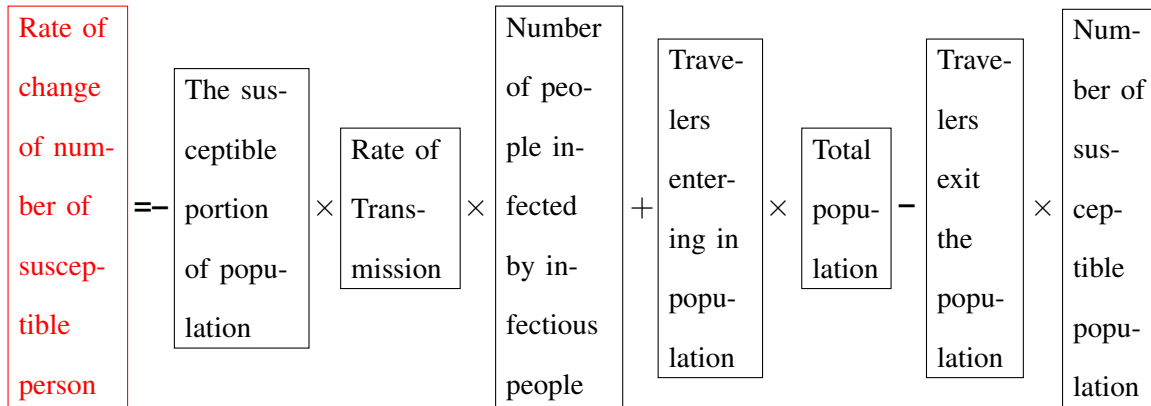 Rate of
change
of num-
ber of
suscep-
tible
person
=−
The sus-
ceptible
portion
of popu-
lation
×
Rate of
Trans-
mission
×
Number
of peo-
ple in-
fected
by in-
fectious
people
+
Trave-
lers
enter-
ing in
popu-
lation
×
Total
popu-
lation
−
Trave-
lers
exit
the
popu-
lation
×
Num-
ber of
sus-
cep-
tible
popu-
lation